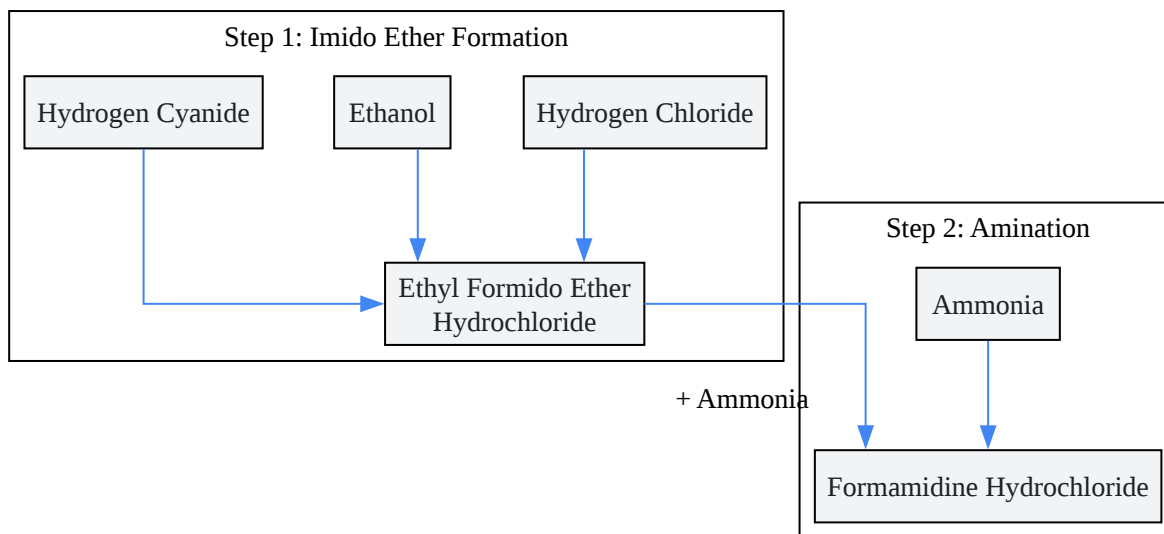 Step 1: Imido Ether Formation
Hydrogen Cyanide
Ethanol
Hydrogen Chloride
Ethyl Formido Ether
Hydrochloride
Step 2: Amination
Ammonia
+ Ammonia
Formamidine Hydrochloride